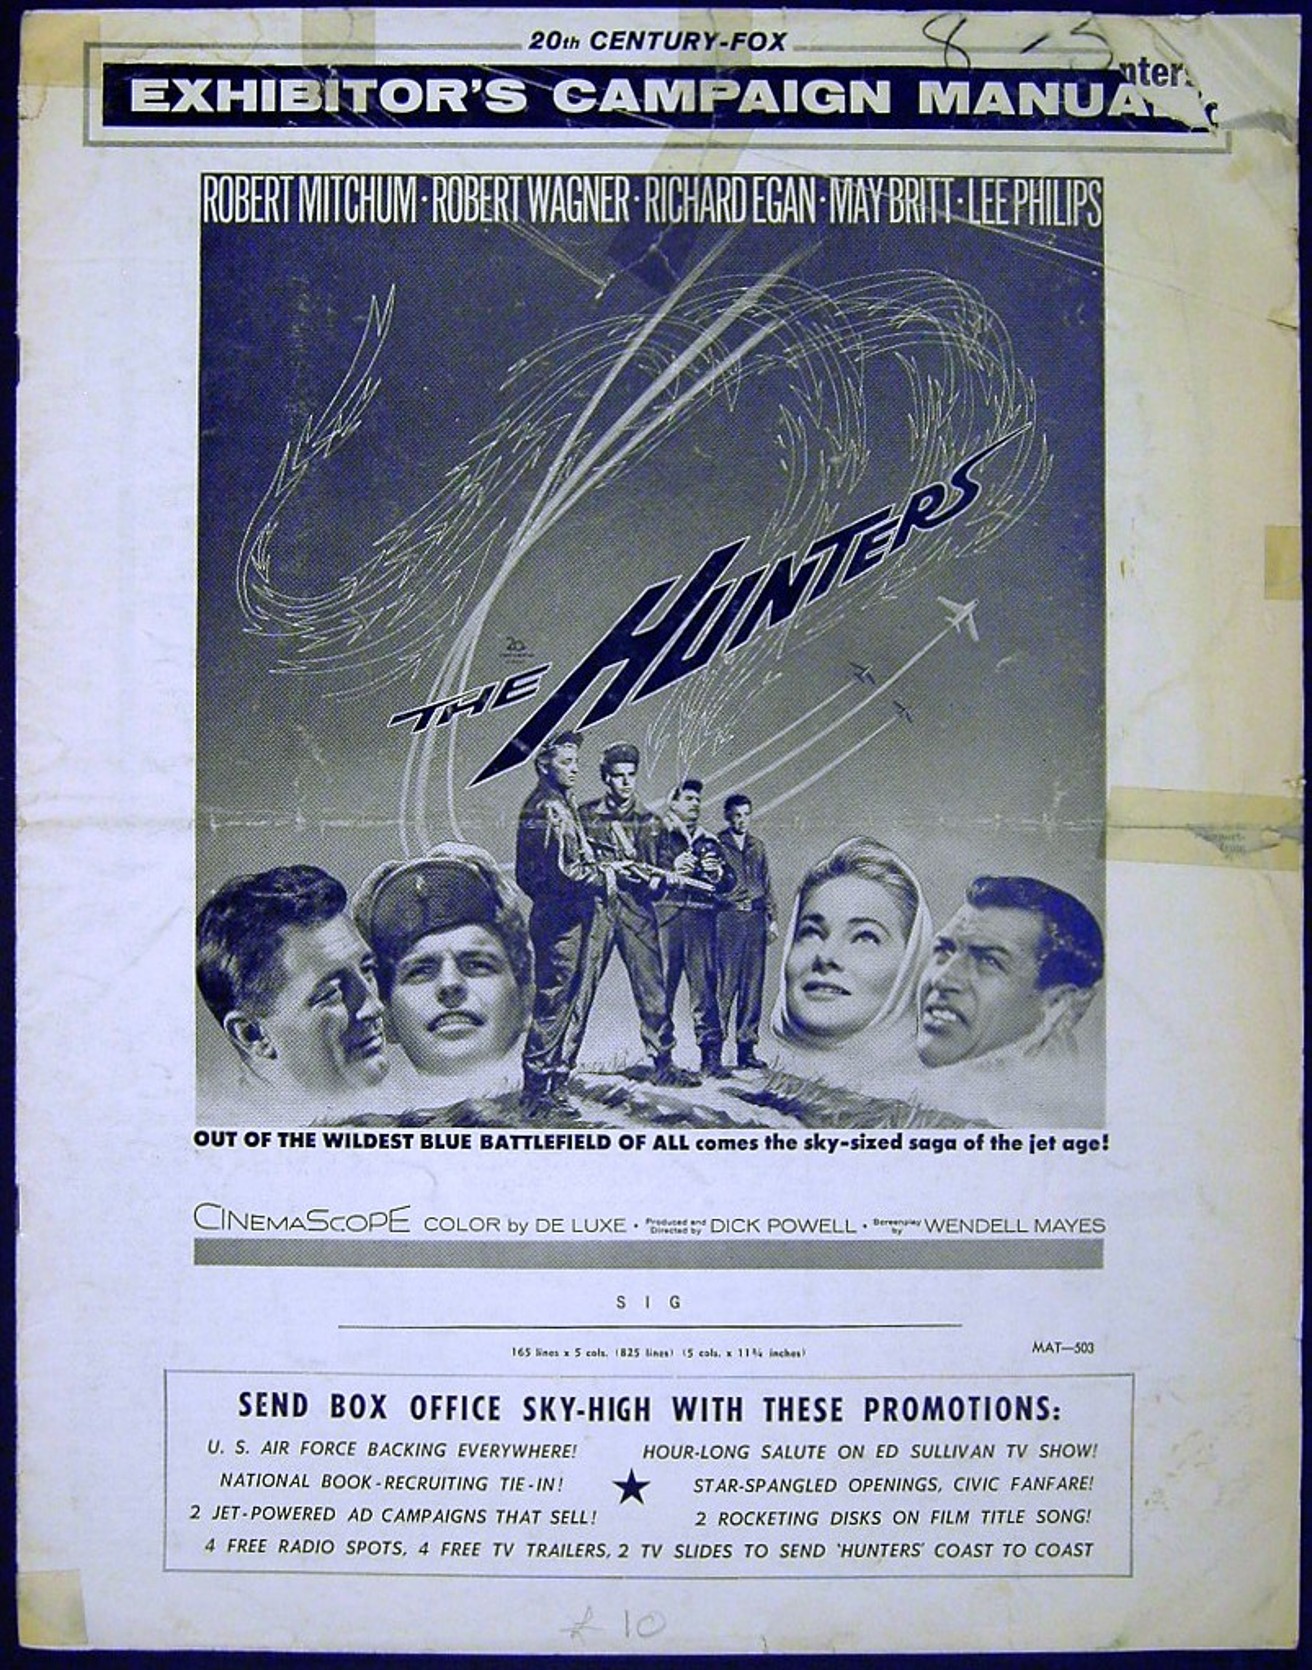 20th CENTURY-FOX
8 - 5
nters
EXHIBITOR'S CAMPAIGN MANUA
ROBERT MITCHUM · ROBERT WAGNER · RICHARD EGAN · MAY BRITT · LEE PHILIPS
THE HUNTERS
20
OUT OF THE WILDEST BLUE BATTLEFIELD OF ALL comes the sky-sized saga of the jet age!
CINEMASCOPE COLOR by DE LUXE · Produced and Directed by DICK POWELL · Screenplay by WENDELL MAYES
S I G
165 lines x 5 cols. (825 lines) (5 cols. x 11¾ inches)
MAT—503
SEND BOX OFFICE SKY-HIGH WITH THESE PROMOTIONS:
U. S. AIR FORCE BACKING EVERYWHERE! HOUR-LONG SALUTE ON ED SULLIVAN TV SHOW!
NATIONAL BOOK-RECRUITING TIE-IN! ★ STAR-SPANGLED OPENINGS, CIVIC FANFARE!
2 JET-POWERED AD CAMPAIGNS THAT SELL! 2 ROCKETING DISKS ON FILM TITLE SONG!
4 FREE RADIO SPOTS, 4 FREE TV TRAILERS, 2 TV SLIDES TO SEND 'HUNTERS' COAST TO COAST
£10